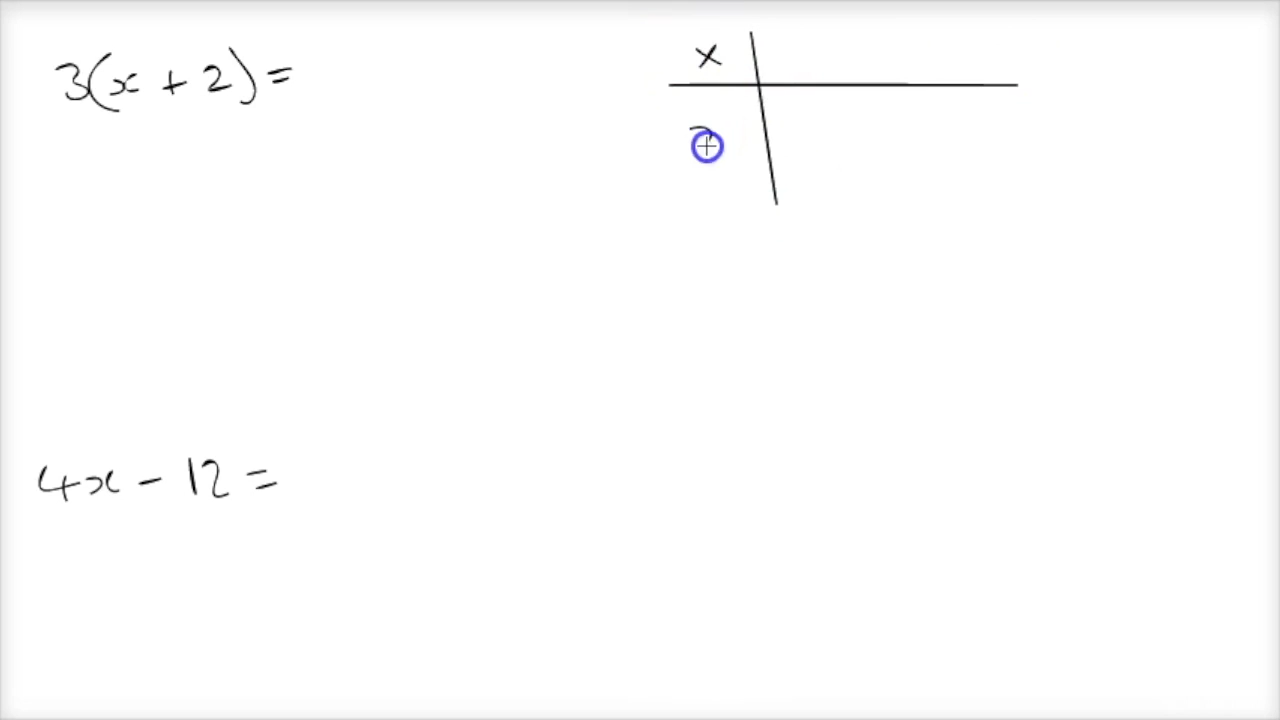 3(x + 2) =
×
4x - 12 =